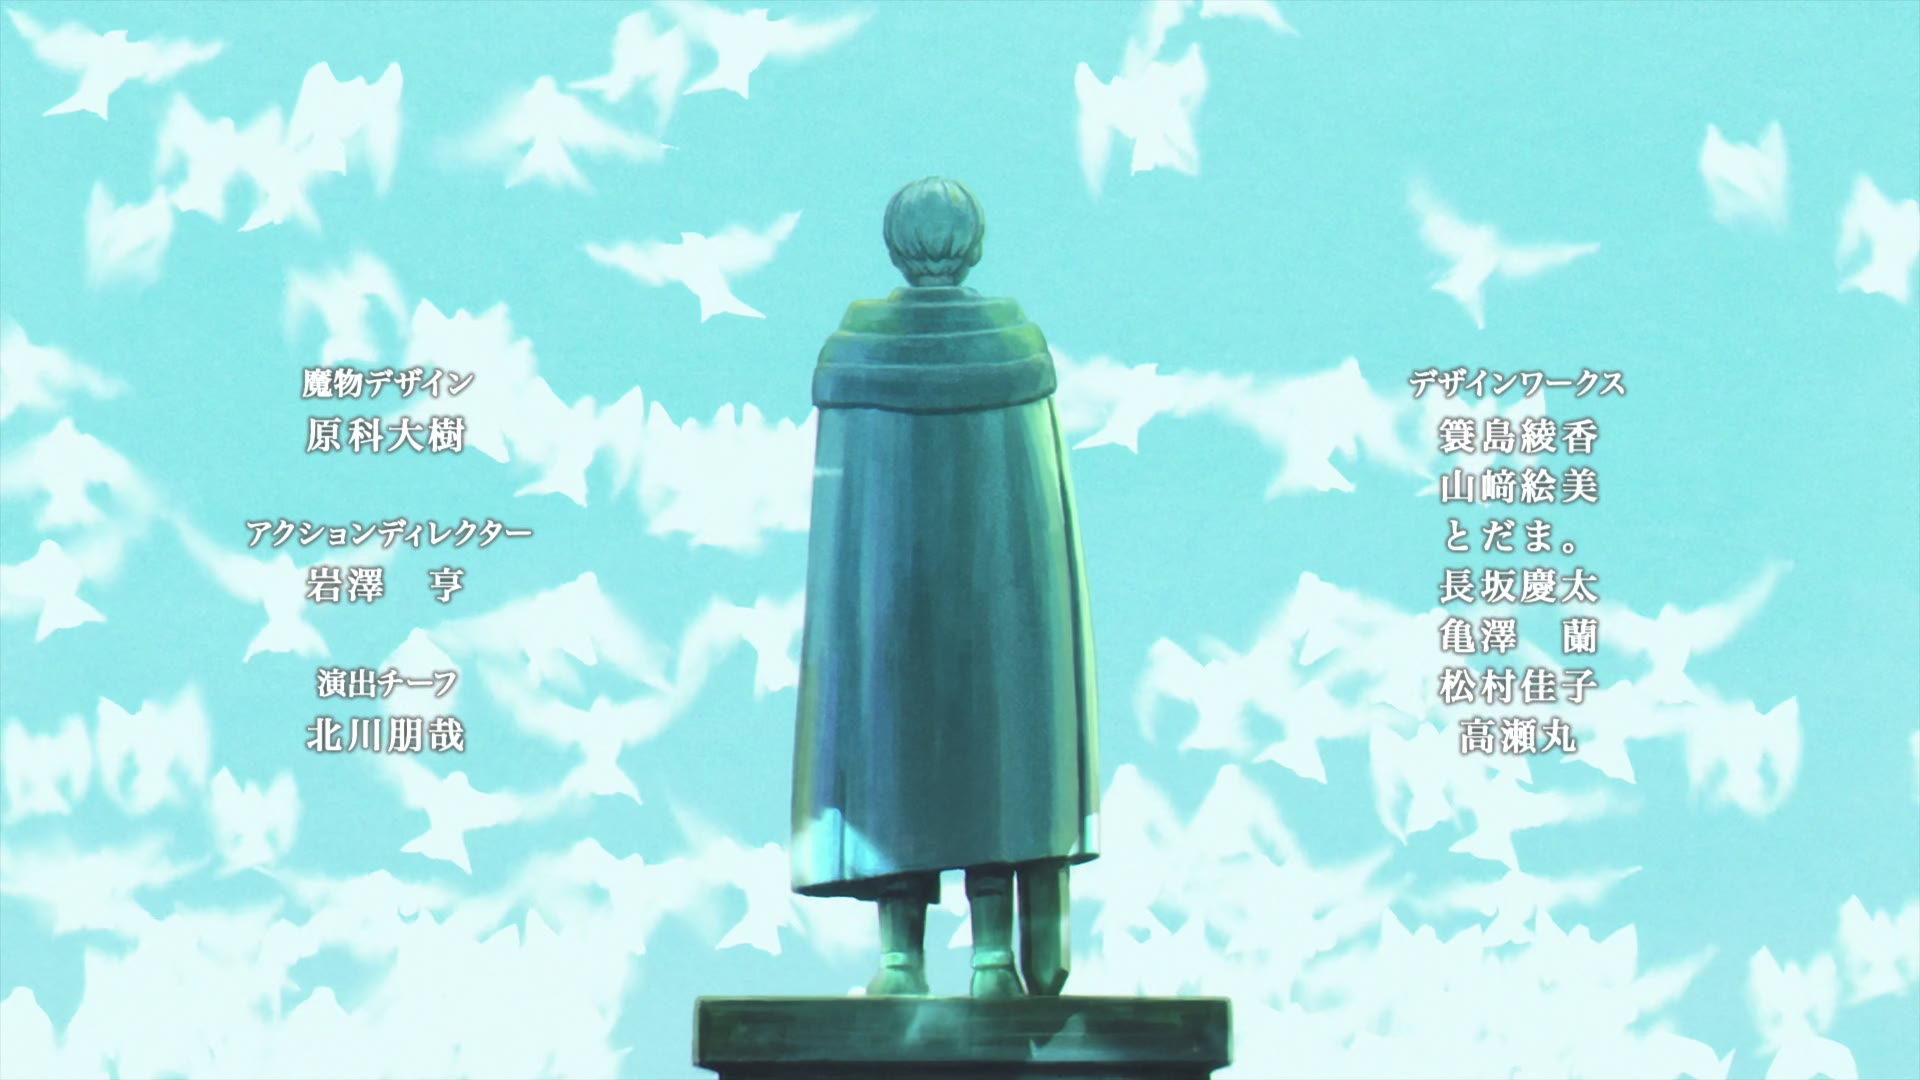 魔物デザイン
原科大樹
アクションディレクター
岩澤　亨
演出チーフ
北川朋哉
デザインワークス
簑島綾香
山﨑絵美
とだま。
長坂慶太
亀澤　蘭
松村佳子
高瀬丸